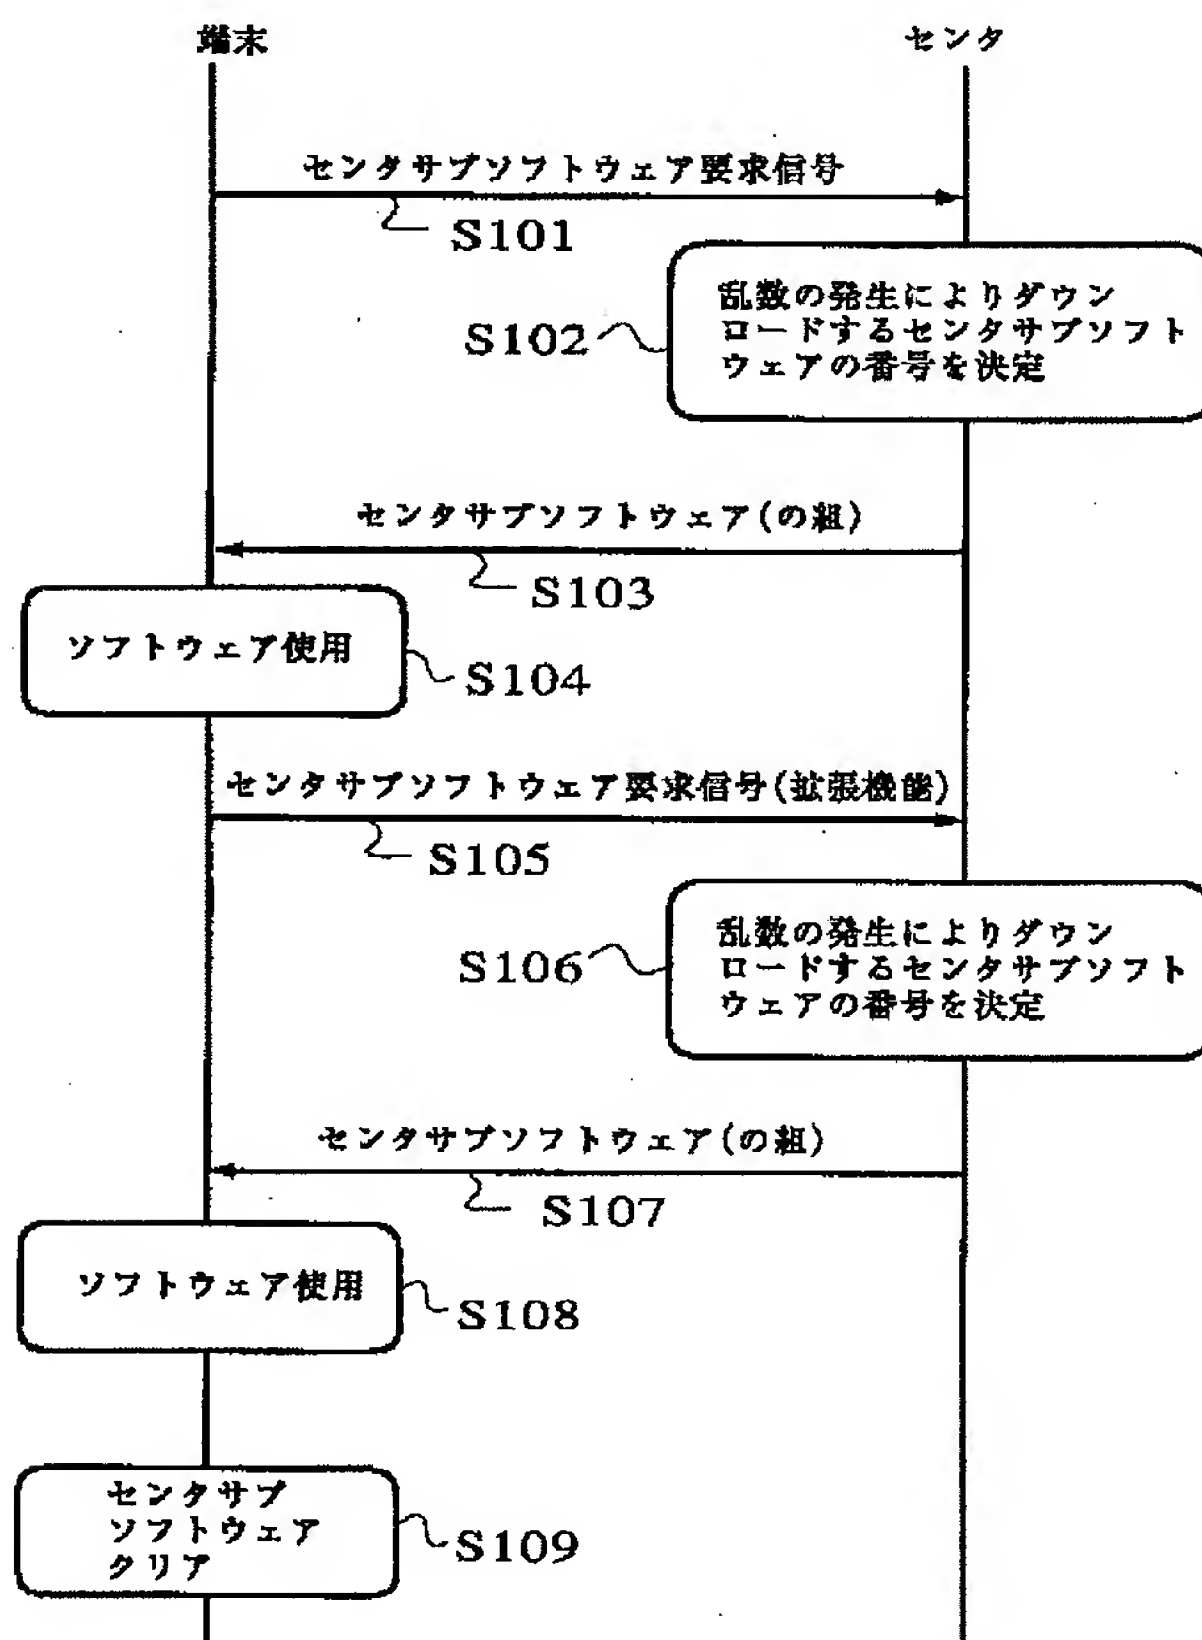 端末
センタ
センタサブソフトウェア要求信号
S101
乱数の発生によりダウン
ロードするセンタサブソフト
ウェアの番号を決定
S102
センタサブソフトウェア(の組)
S103
ソフトウェア使用
S104
センタサブソフトウェア要求信号(拡張機能)
S105
乱数の発生によりダウン
ロードするセンタサブソフト
ウェアの番号を決定
S106
センタサブソフトウェア(の組)
S107
ソフトウェア使用
S108
センタサブ
ソフトウェア
クリア
S109